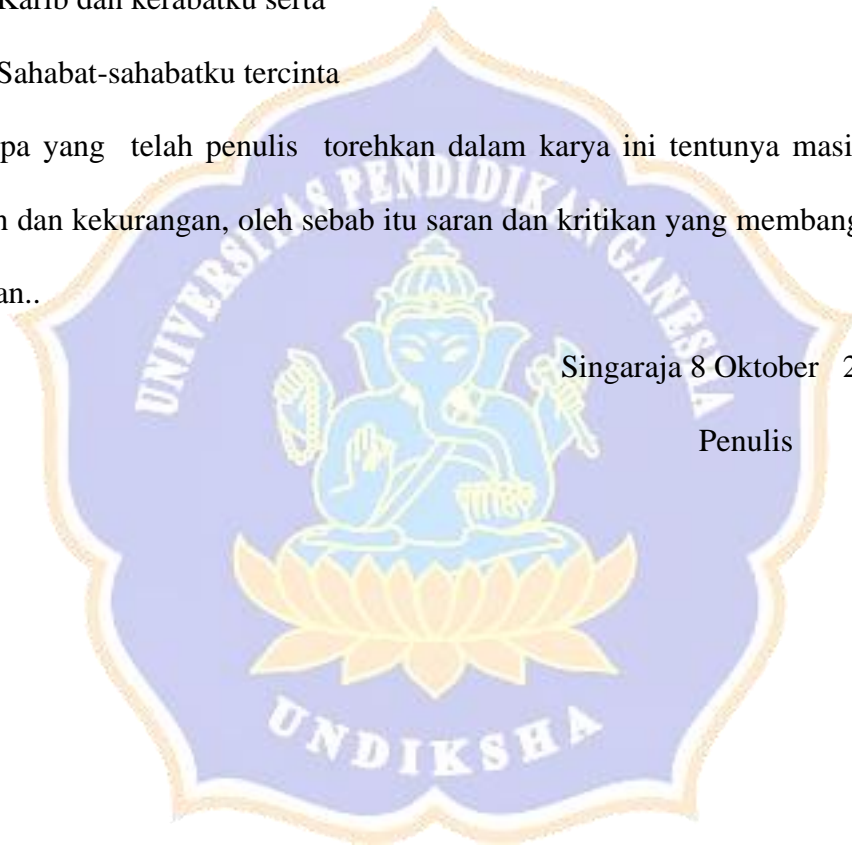 Karib dan kerabatku serta
Sahabat-sahabatku tercinta
pa yang telah penulis torehkan dalam karya ini tentunya masi
n dan kekurangan, oleh sebab itu saran dan kritikan yang membang
an..
Singaraja 8 Oktober 2
Penulis
UNIVERSITAS PENDIDIKAN GANESHA
UNDIKSHA